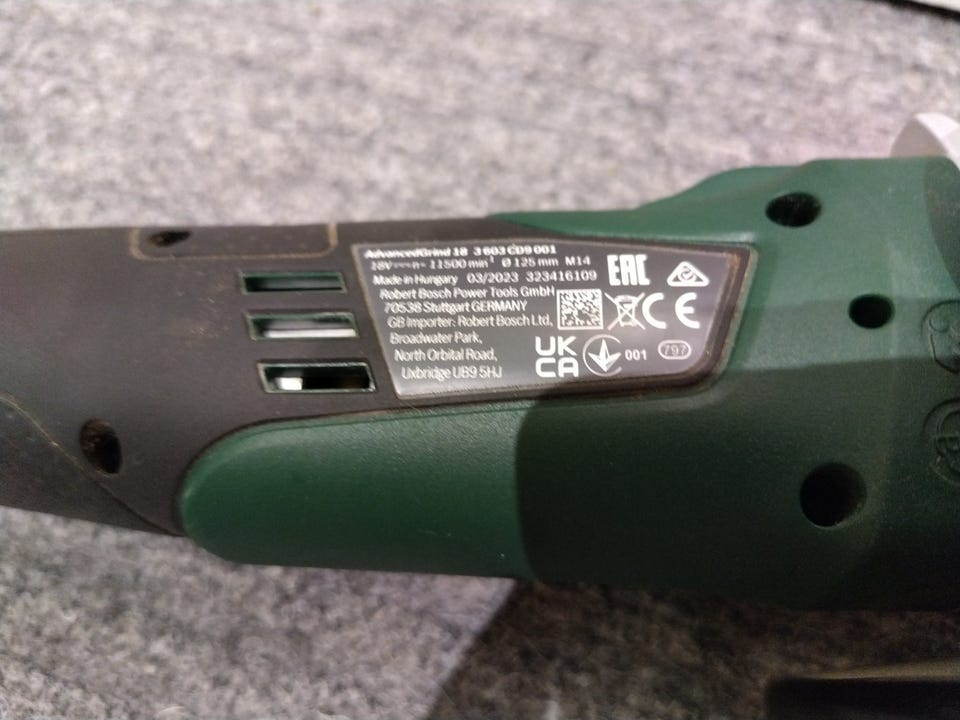 AdvancedGrind 18 3 603 CD9 001
18V⎓ n= 11500 min⁻¹ Ø 125 mm M14
Made in Hungary 03/2023 323416109
Robert Bosch Power Tools GmbH
70538 Stuttgart GERMANY
GB importer: Robert Bosch Ltd,
Broadwater Park,
North Orbital Road,
Uxbridge UB9 5HJ
EAC
CE
UK
CA
001
797